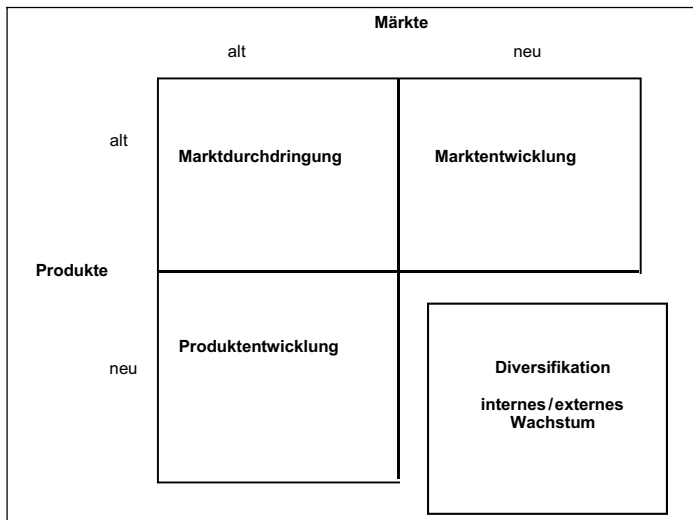 Märkte
alt neu
alt
Marktdurchdringung Marktentwicklung
Produkte
Produktentwicklung
neu
Diversifikation
internes/externes
Wachstum